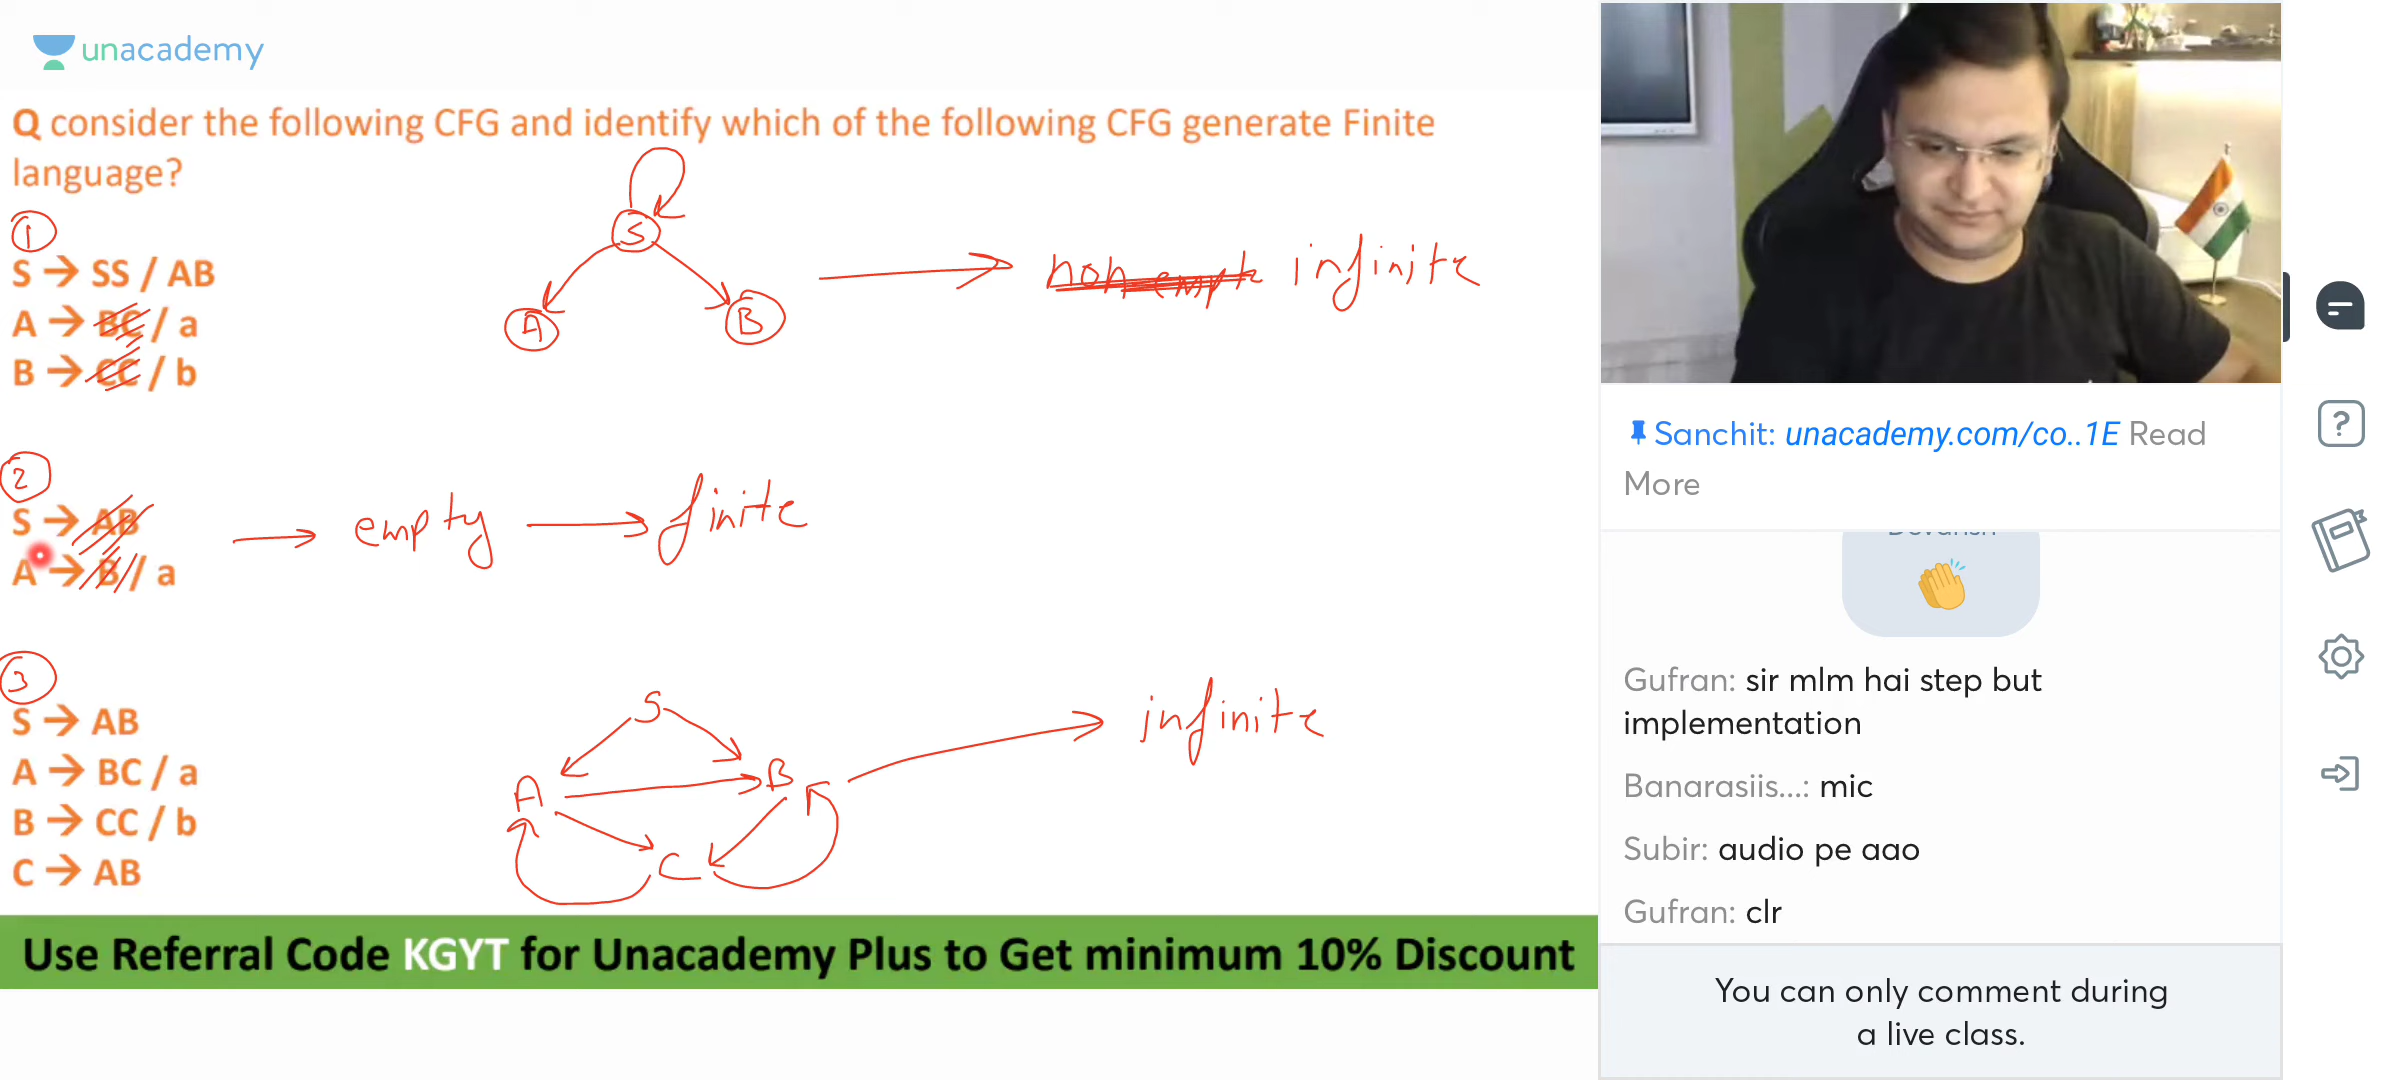 unacademy
Q consider the following CFG and identify which of the following CFG generate Finite
language?
1
S → SS / AB
A → BC / a
B → CC / b
S
A
B
non empte infinite
2
S → AB
A → B / a
empty → finite
3
S → AB
A → BC / a
B → CC / b
C → AB
S
A
B
C
infinite
Use Referral Code KGYT for Unacademy Plus to Get minimum 10% Discount
Sanchit: unacademy.com/co..1E Read
More
Gufran: sir mlm hai step but
implementation
Banarasiis...: mic
Subir: audio pe aao
Gufran: clr
You can only comment during
a live class.